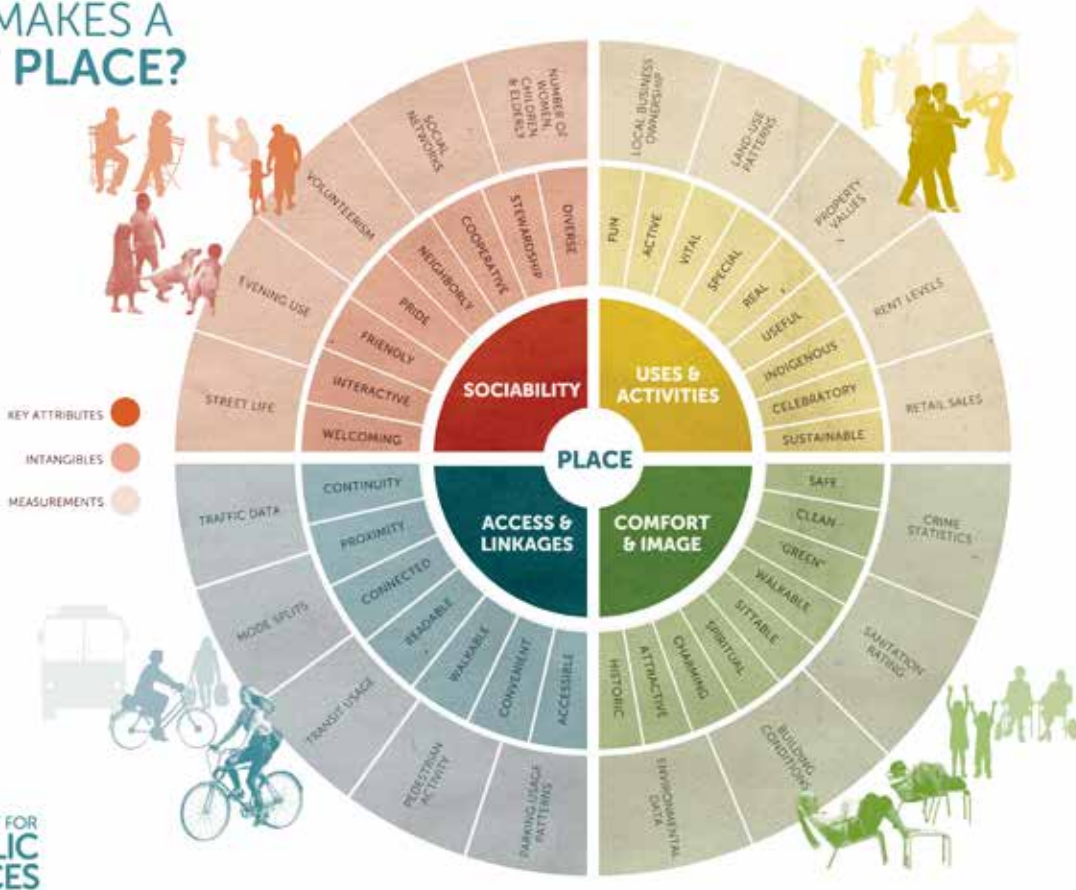 MAKES A
PLACE?
KEY ATTRIBUTES
INTANGIBLES
MEASUREMENTS
PLACE
SOCIABILITY
USES &
ACTIVITIES
ACCESS &
LINKAGES
COMFORT
& IMAGE
WELCOMING
INTERACTIVE
FRIENDLY
PRIDE
NEIGHBORLY
COOPERATIVE
STEWARDSHIP
DIVERSE
FUN
ACTIVE
VITAL
SPECIAL
REAL
USEFUL
INDIGENOUS
CELEBRATORY
SUSTAINABLE
SAFE
CLEAN
"GREEN"
WALKABLE
SITTABLE
SPIRITUAL
CHARMING
ATTRACTIVE
HISTORIC
ACCESSIBLE
CONVENIENT
WALKABLE
READABLE
CONNECTED
PROXIMITY
CONTINUITY
STREET LIFE
EVENING USE
VOLUNTEERISM
SOCIAL
NETWORKS
NUMBER OF
WOMEN,
CHILDREN
& ELDERLY
LOCAL BUSINESS
OWNERSHIP
LAND-USE
PATTERNS
PROPERTY
VALUES
RENT LEVELS
RETAIL SALES
CRIME
STATISTICS
SANITATION
RATING
BUILDING
CONDITIONS
ENVIRONMENTAL
DATA
PARKING USAGE
PATTERNS
PEDESTRIAN
ACTIVITY
TRANSIT USAGE
MODE SPLITS
TRAFFIC DATA
FOR
LIC
CES